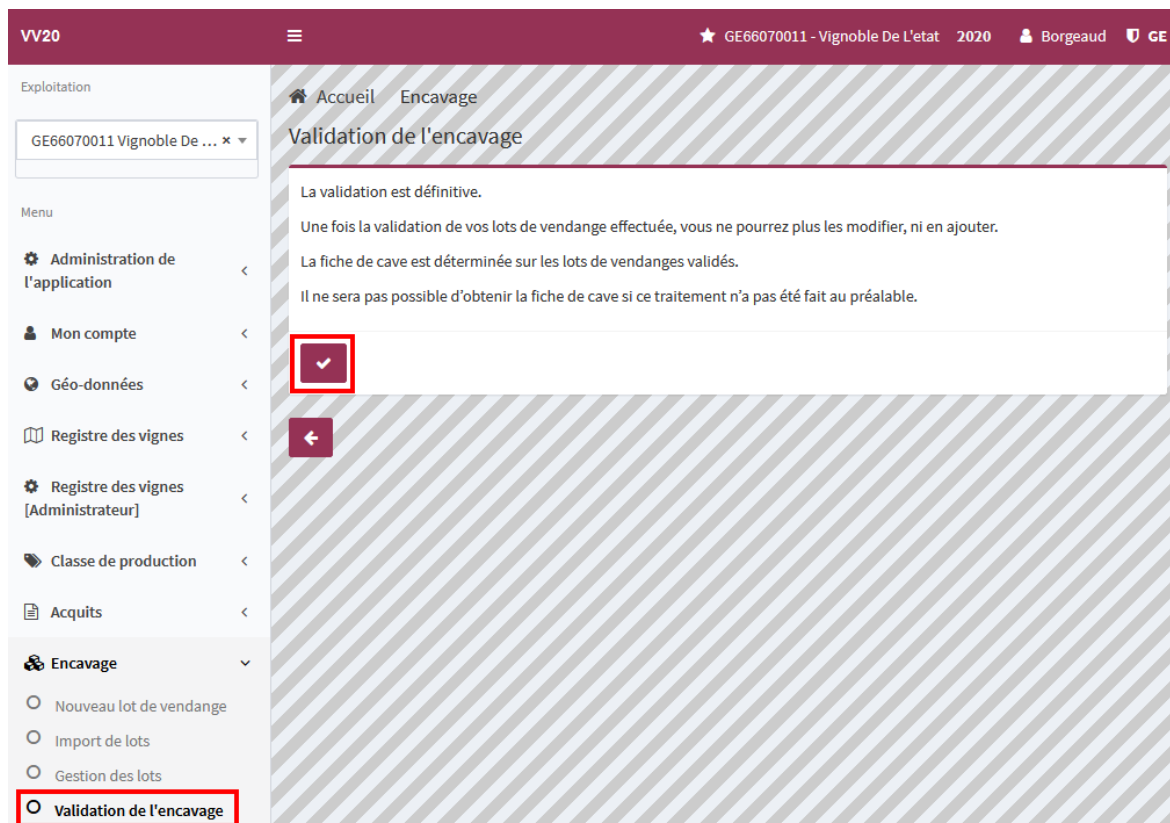 VV20
GE66070011 - Vignoble De L'etat 2020 Borgeaud GE
Exploitation
GE66070011 Vignoble De ... ×
Menu
Administration de
l'application
Mon compte
Géo-données
Registre des vignes
Registre des vignes
[Administrateur]
Classe de production
Acquits
Encavage
Nouveau lot de vendange
Import de lots
Gestion des lots
Validation de l'encavage
Accueil Encavage
Validation de l'encavage
La validation est définitive.
Une fois la validation de vos lots de vendange effectuée, vous ne pourrez plus les modifier, ni en ajouter.
La fiche de cave est déterminée sur les lots de vendanges validés.
Il ne sera pas possible d’obtenir la fiche de cave si ce traitement n’a pas été fait au préalable.